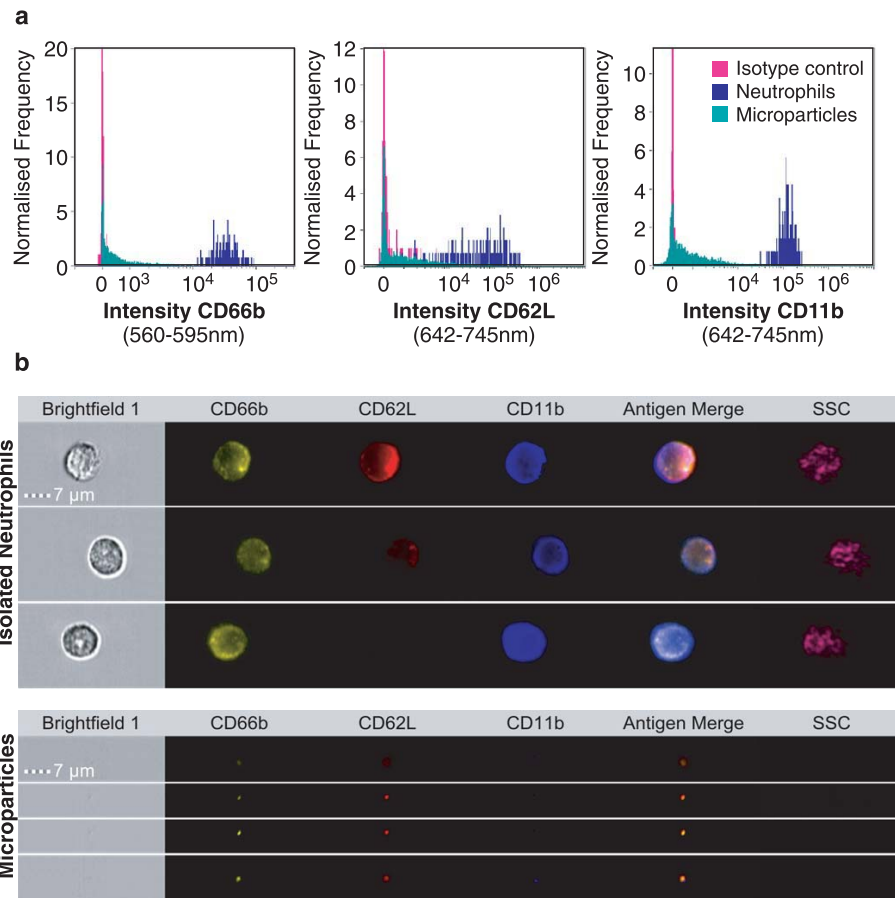 a
Normalised Frequency
20
15
10
5
0
0 10³ 10⁴ 10⁵
Intensity CD66b
(560-595nm)
Normalised Frequency
12
10
8
6
4
2
0
0 10⁴ 10⁵ 10⁶
Intensity CD62L
(642-745nm)
Normalised Frequency
10
8
6
4
2
0
0 10⁴ 10⁵ 10⁶
Intensity CD11b
(642-745nm)
Isotype control
Neutrophils
Microparticles
b
Isolated Neutrophils
Brightfield 1 CD66b CD62L CD11b Antigen Merge SSC
7 μm
Microparticles
Brightfield 1 CD66b CD62L CD11b Antigen Merge SSC
7 μm